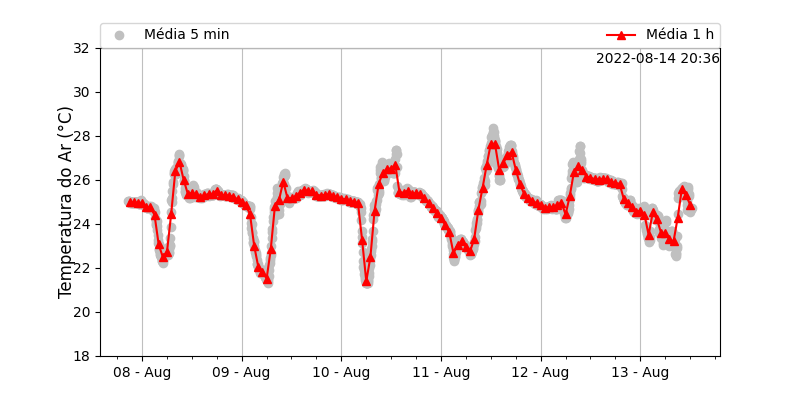 Média 5 min
Média 1 h
2022-08-14 20:36
Temperatura do Ar (°C)
32
30
28
26
24
22
20
18
08 - Aug
09 - Aug
10 - Aug
11 - Aug
12 - Aug
13 - Aug